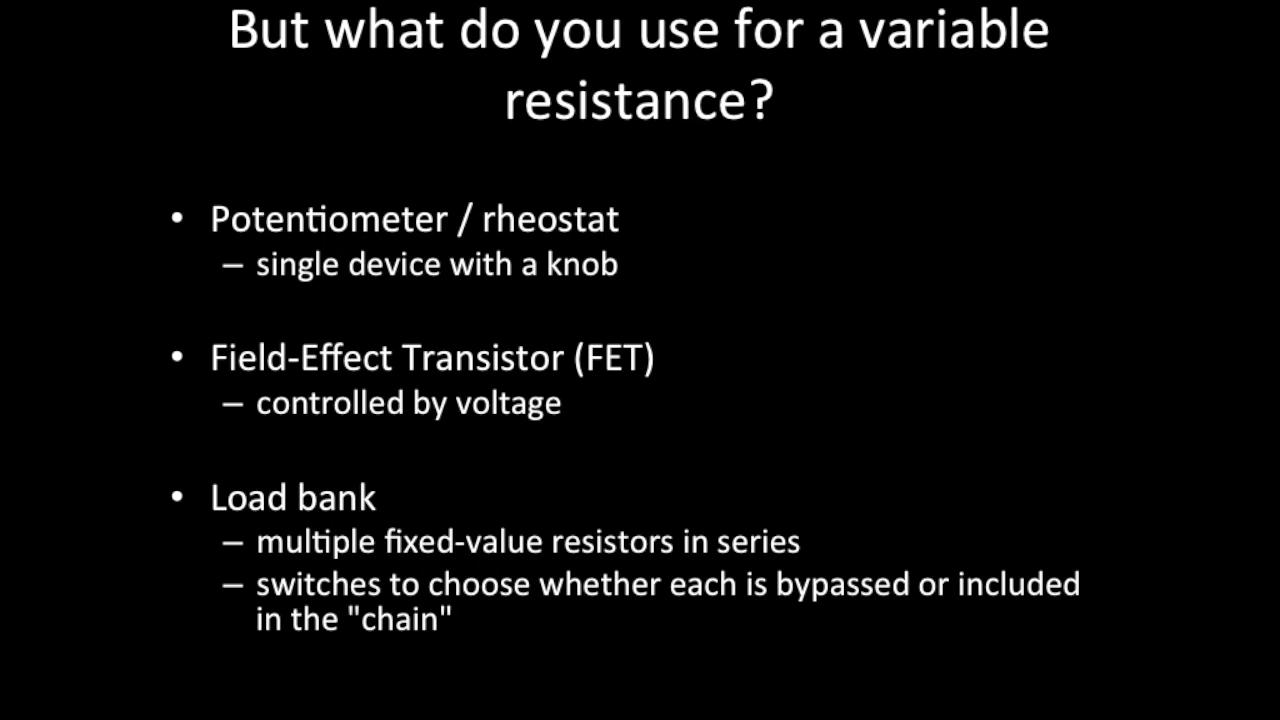 But what do you use for a variable
resistance?
• Potentiometer / rheostat
– single device with a knob
• Field-Effect Transistor (FET)
– controlled by voltage
• Load bank
– multiple fixed-value resistors in series
– switches to choose whether each is bypassed or included
in the "chain"